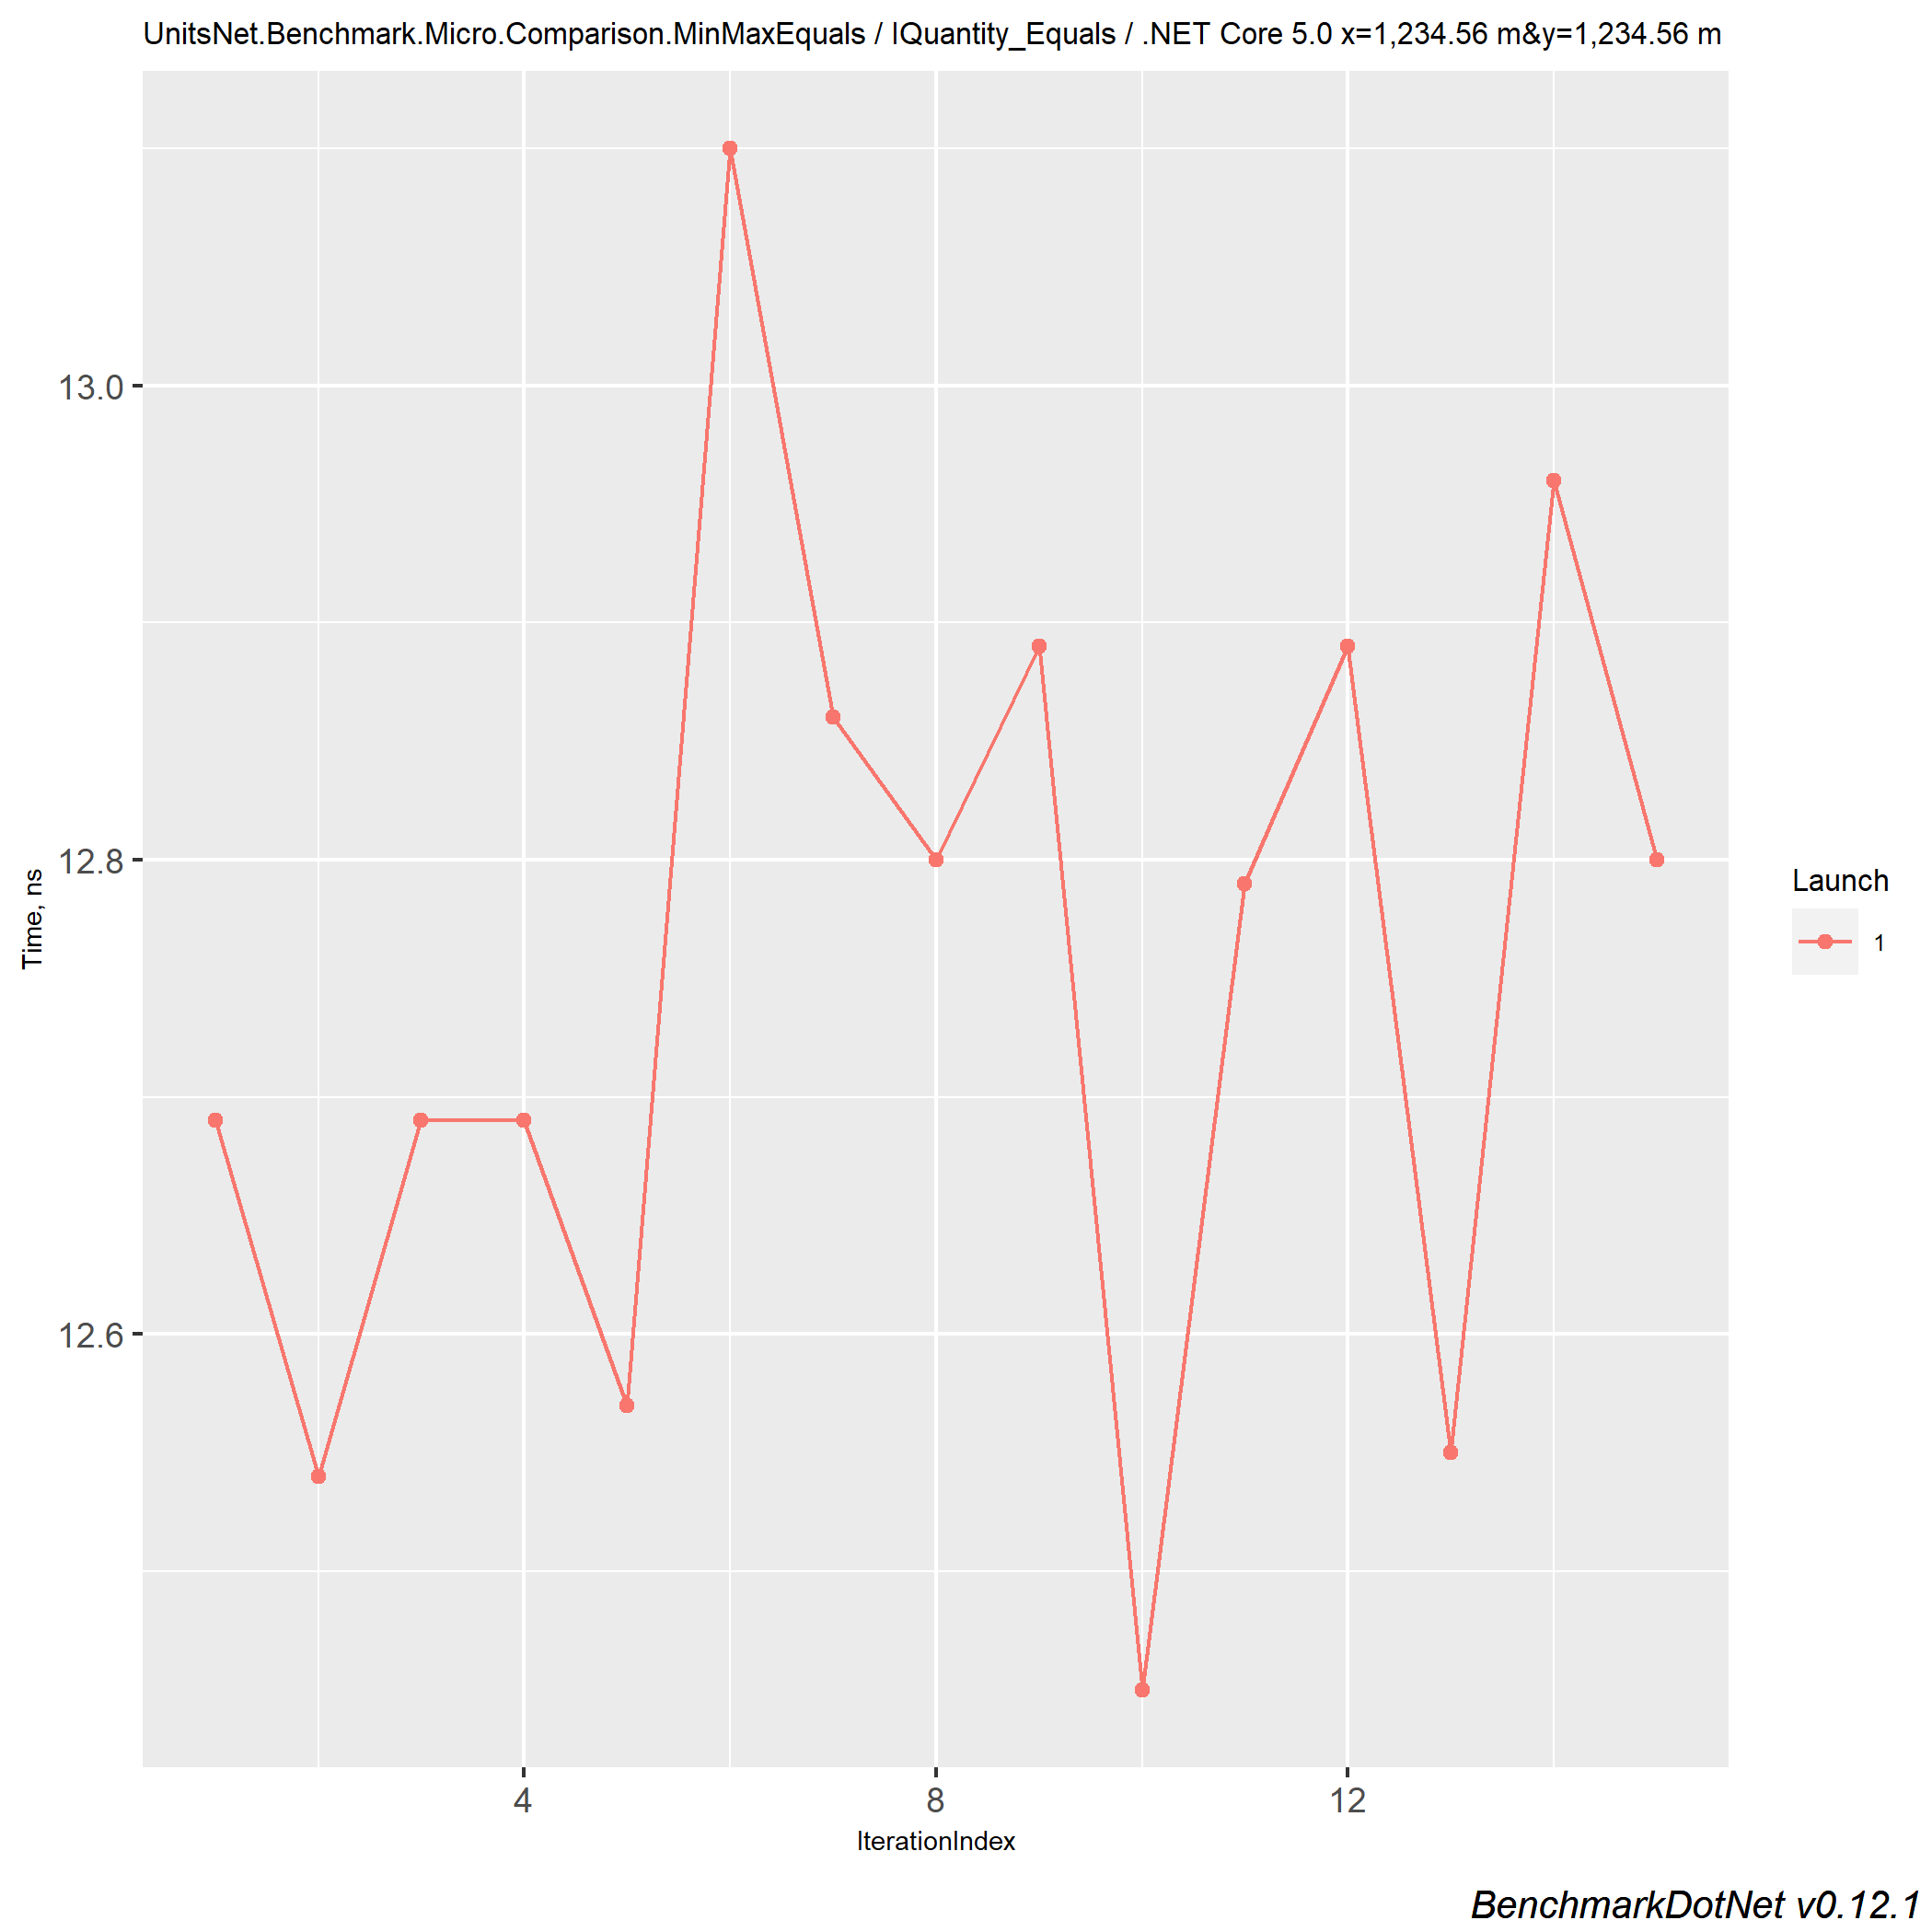 UnitsNet.Benchmark.Micro.Comparison.MinMaxEquals / IQuantity_Equals / .NET Core 5.0 x=1,234.56 m&y=1,234.56 m
13.0
12.8
12.6
Time, ns
4 8 12
IterationIndex
Launch
1
BenchmarkDotNet v0.12.1